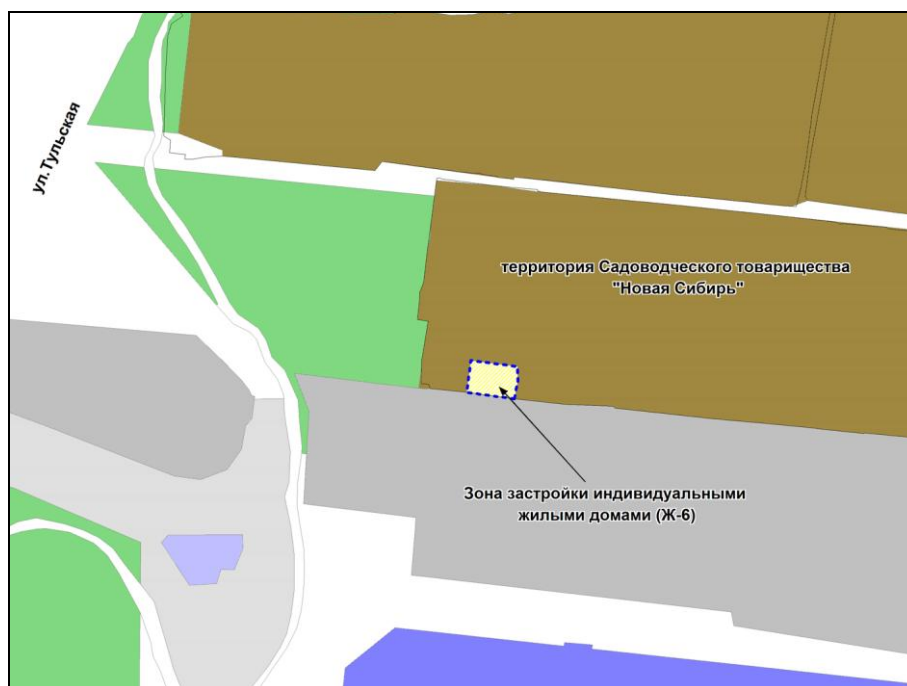 ул.Тульская
территория Садоводческого товарищества
"Новая Сибирь"
Зона застройки индивидуальными
жилыми домами (Ж-6)